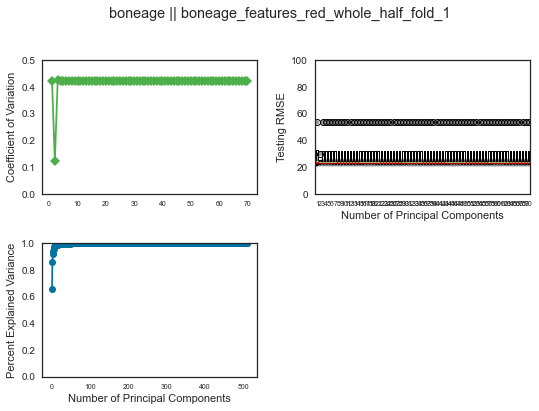 boneage || boneage_features_red_whole_half_fold_1
Coefficient of Variation
0.5
0.4
0.3
0.2
0.1
0.0
0 10 20 30 40 50 60 70
Testing RMSE
100
80
60
40
20
0
Number of Principal Components
Percent Explained Variance
1.0
0.8
0.6
0.4
0.2
0.0
0 100 200 300 400 500
Number of Principal Components